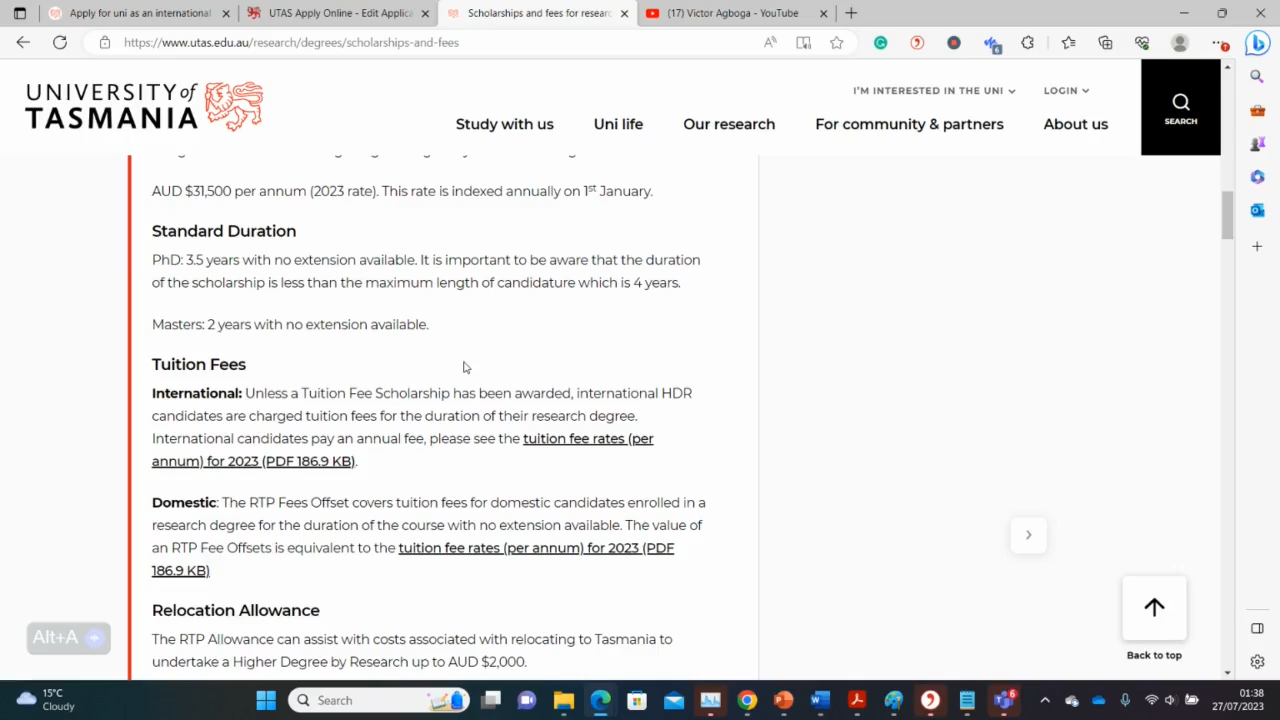 Apply for uni as an international
UTAS Apply Online - Edit Applica
Scholarships and fees for resear
(17) Victor Agboga - YouTube
https://www.utas.edu.au/research/degrees/scholarships-and-fees
UNIVERSITY of
TASMANIA
I'M INTERESTED IN THE UNI
LOGIN
Study with us
Uni life
Our research
For community & partners
About us
SEARCH
AUD $31,500 per annum (2023 rate). This rate is indexed annually on 1st January.
Standard Duration
PhD: 3.5 years with no extension available. It is important to be aware that the duration
of the scholarship is less than the maximum length of candidature which is 4 years.
Masters: 2 years with no extension available.
Tuition Fees
International: Unless a Tuition Fee Scholarship has been awarded, international HDR
candidates are charged tuition fees for the duration of their research degree.
International candidates pay an annual fee, please see the tuition fee rates (per
annum) for 2023 (PDF 186.9 KB).
Domestic: The RTP Fees Offset covers tuition fees for domestic candidates enrolled in a
research degree for the duration of the course with no extension available. The value of
an RTP Fee Offsets is equivalent to the tuition fee rates (per annum) for 2023 (PDF
186.9 KB)
Relocation Allowance
The RTP Allowance can assist with costs associated with relocating to Tasmania to
undertake a Higher Degree by Research up to AUD $2,000.
Back to top
Alt+A
15°C
Cloudy
Search
6
01:38
27/07/2023